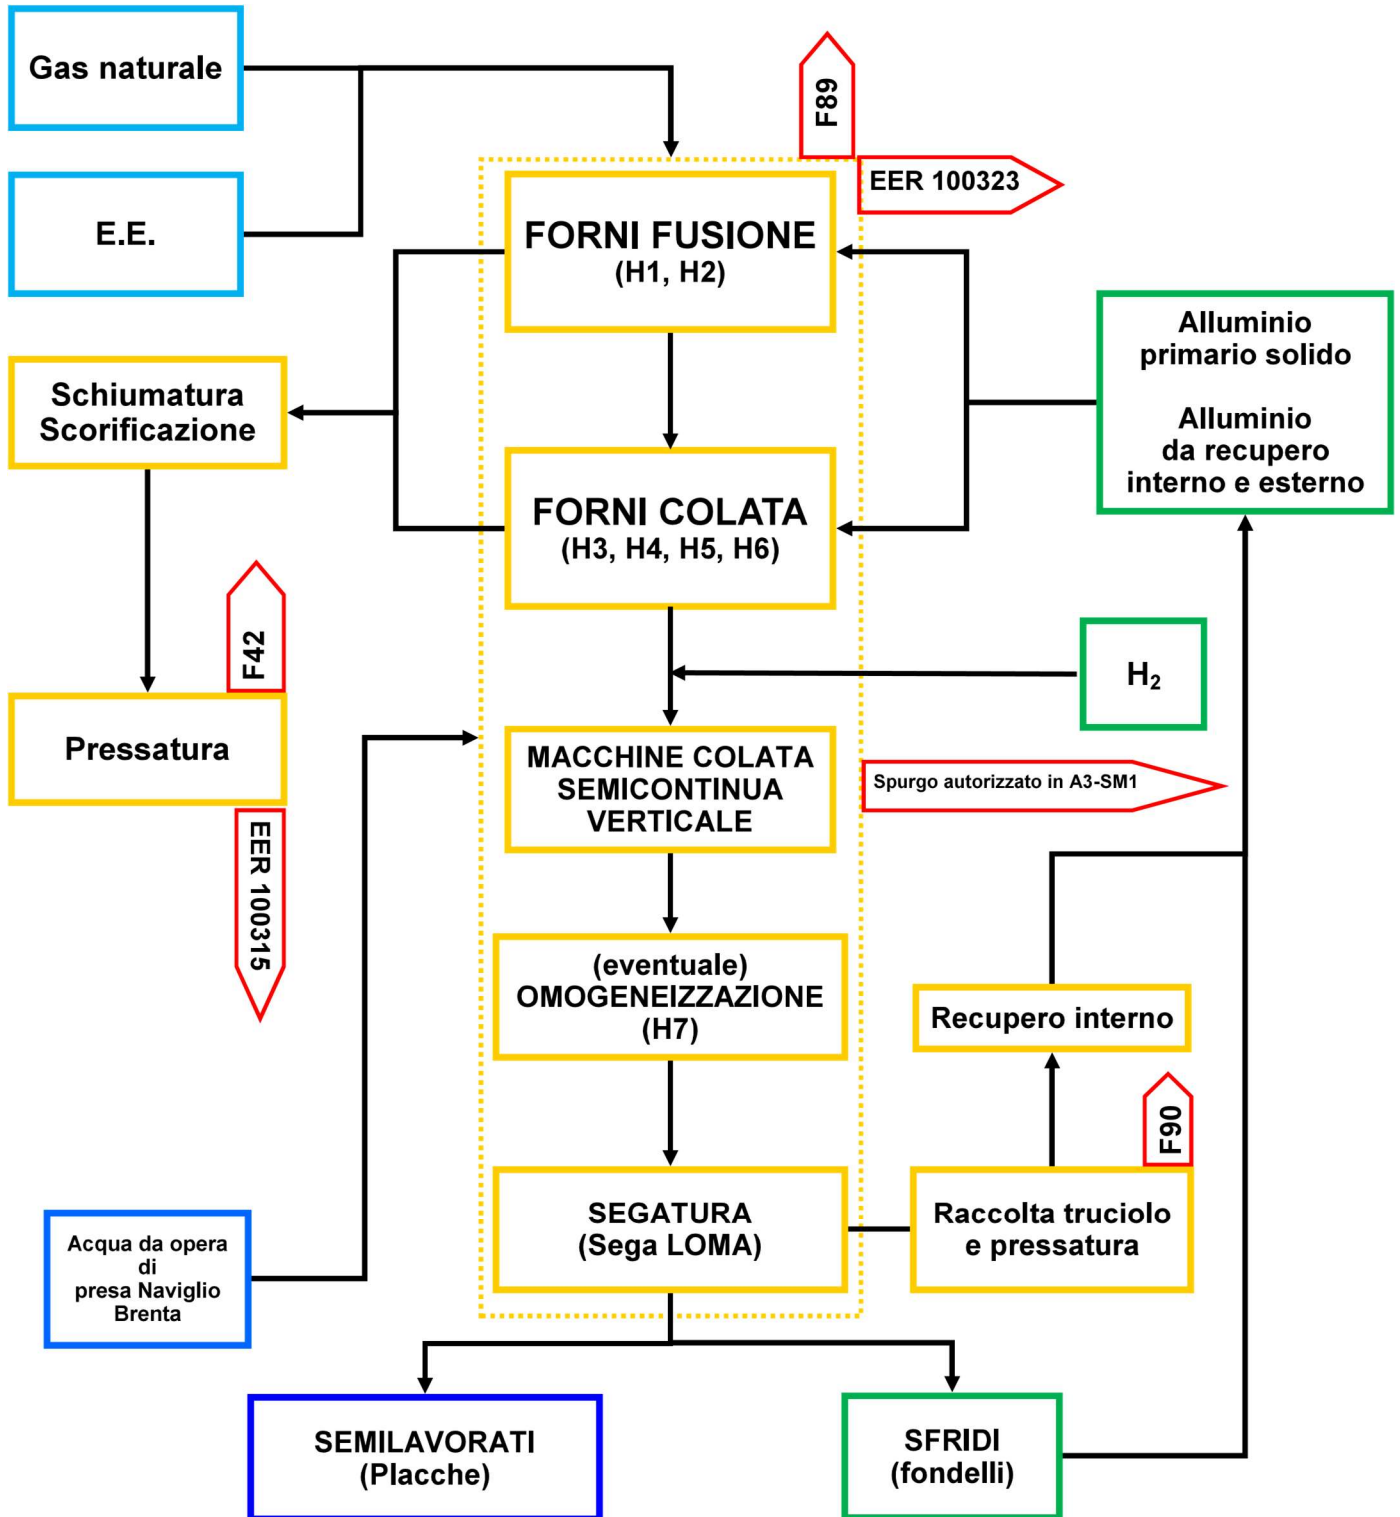 Gas naturale
F89
EER 100323
E.E.
FORNI FUSIONE
(H1, H2)
Alluminio
primario solido
Alluminio
da recupero
interno e esterno
Schiumatura
Scorificazione
FORNI COLATA
(H3, H4, H5, H6)
F42
H₂
Pressatura
MACCHINE COLATA
SEMICONTINUA
VERTICALE
Spurgo autorizzato in A3-SM1
EER 100315
(eventuale)
OMOGENEIZZAZIONE
(H7)
Recupero interno
F90
SEGATURA
(Sega LOMA)
Raccolta truciolo
e pressatura
Acqua da opera
di
presa Naviglio
Brenta
SEMILAVORATI
(Placche)
SFRIDI
(fondelli)